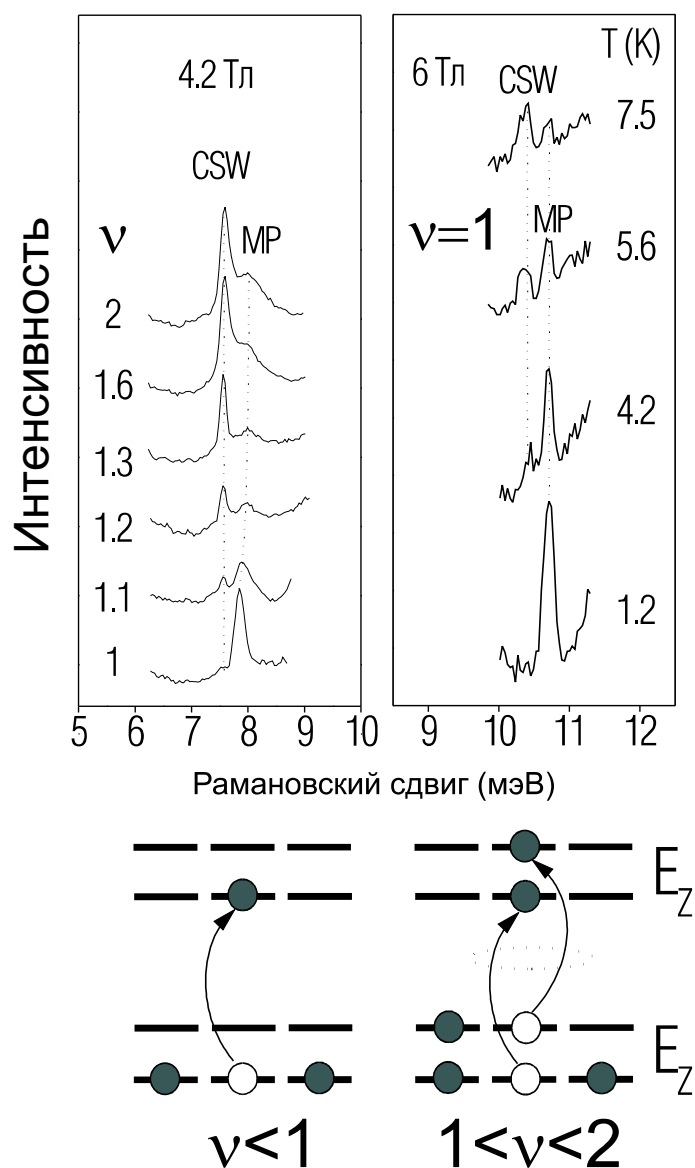 4.2 Тл
CSW
ν
MP
2
1.6
1.3
1.2
1.1
1
5 6 7 8 9 10
T (K)
6 Тл
CSW
7.5
MP
ν=1
5.6
4.2
1.2
9 10 11 12
Интенсивность
Рамановский сдвиг (мэВ)
E_Z
E_Z
ν<1
1<ν<2